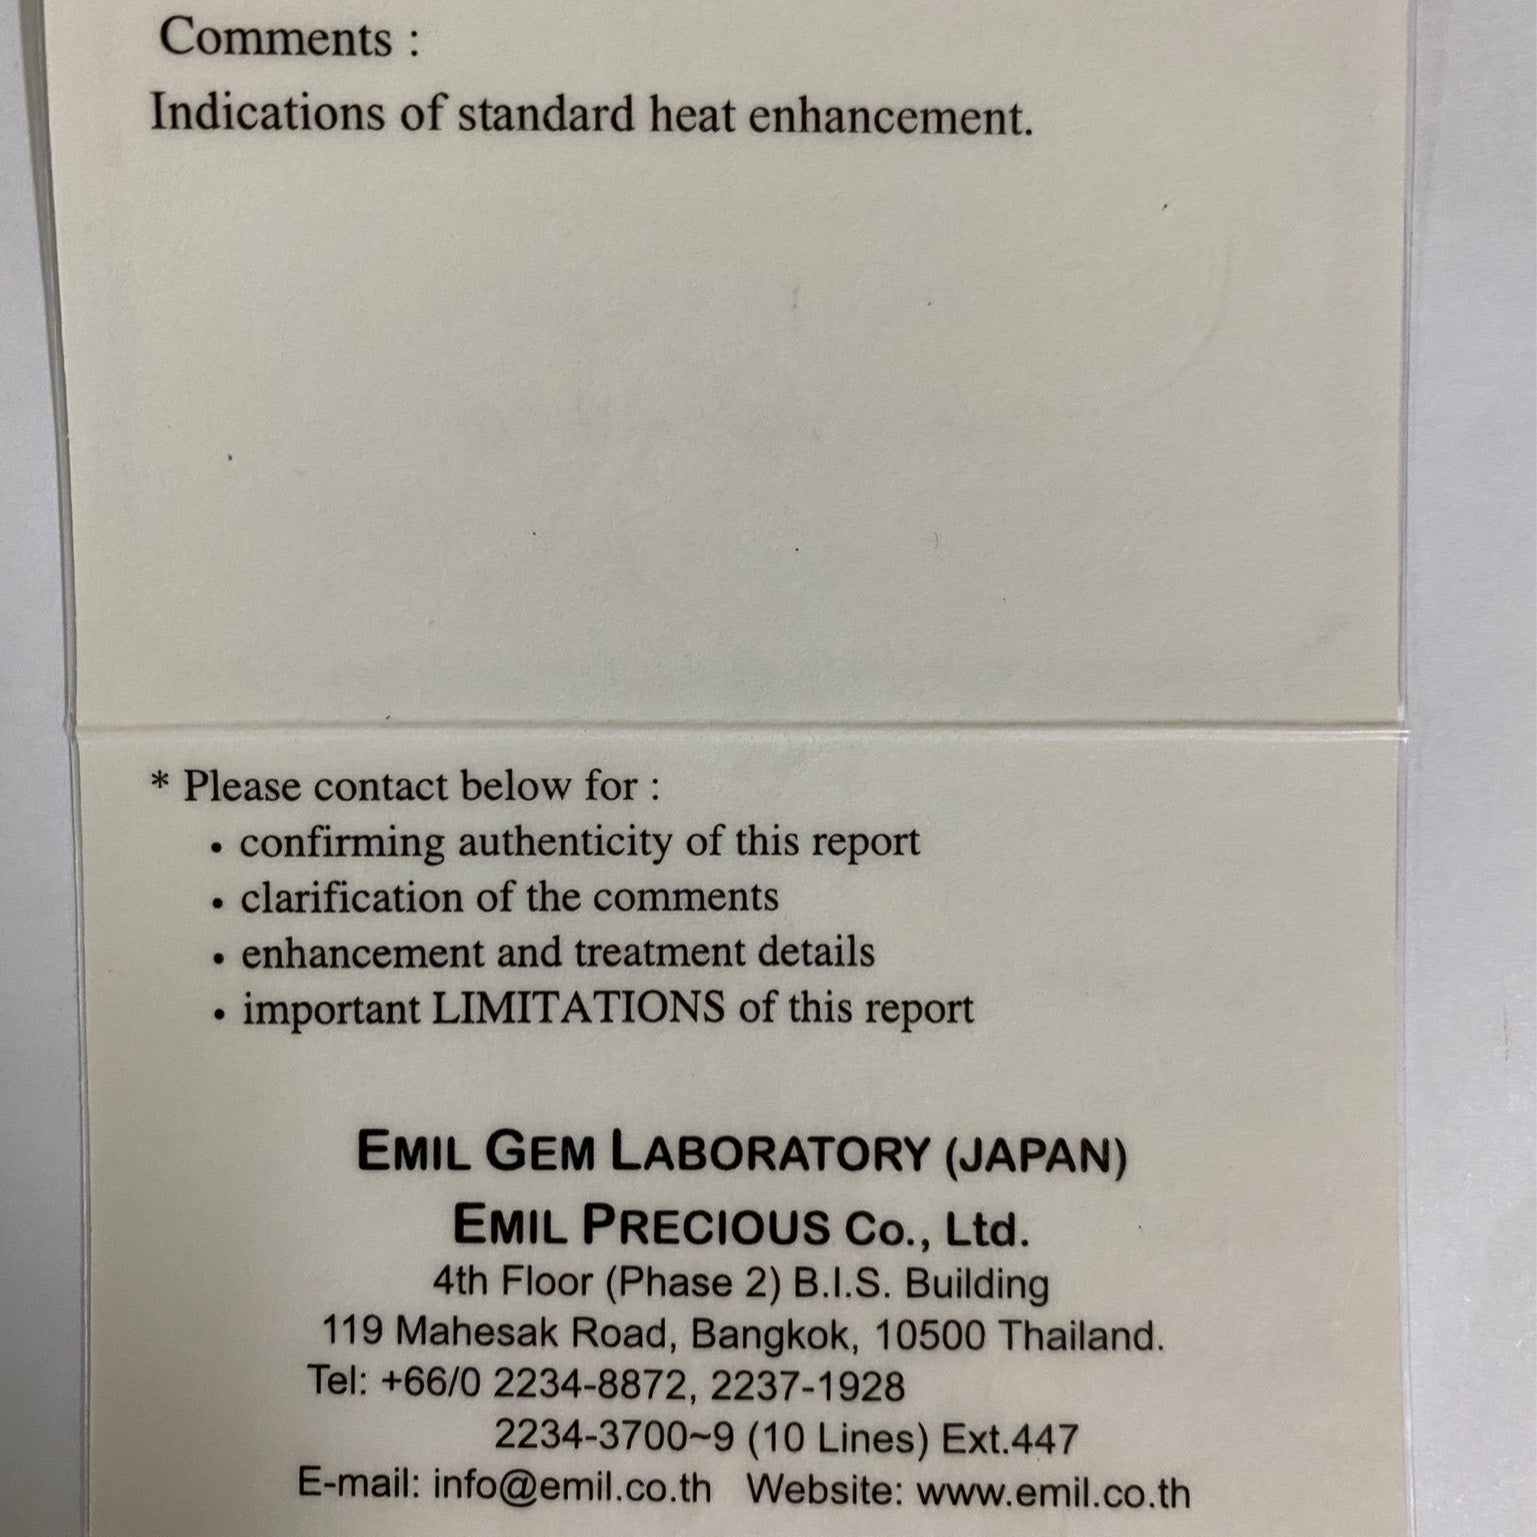 Comments :
Indications of standard heat enhancement.
* Please contact below for :
• confirming authenticity of this report
• clarification of the comments
• enhancement and treatment details
• important LIMITATIONS of this report
EMIL GEM LABORATORY (JAPAN)
EMIL PRECIOUS Co., Ltd.
4th Floor (Phase 2) B.I.S. Building
119 Mahesak Road, Bangkok, 10500 Thailand.
Tel: +66/0 2234-8872, 2237-1928
2234-3700~9 (10 Lines) Ext.447
E-mail: info@emil.co.th Website: www.emil.co.th